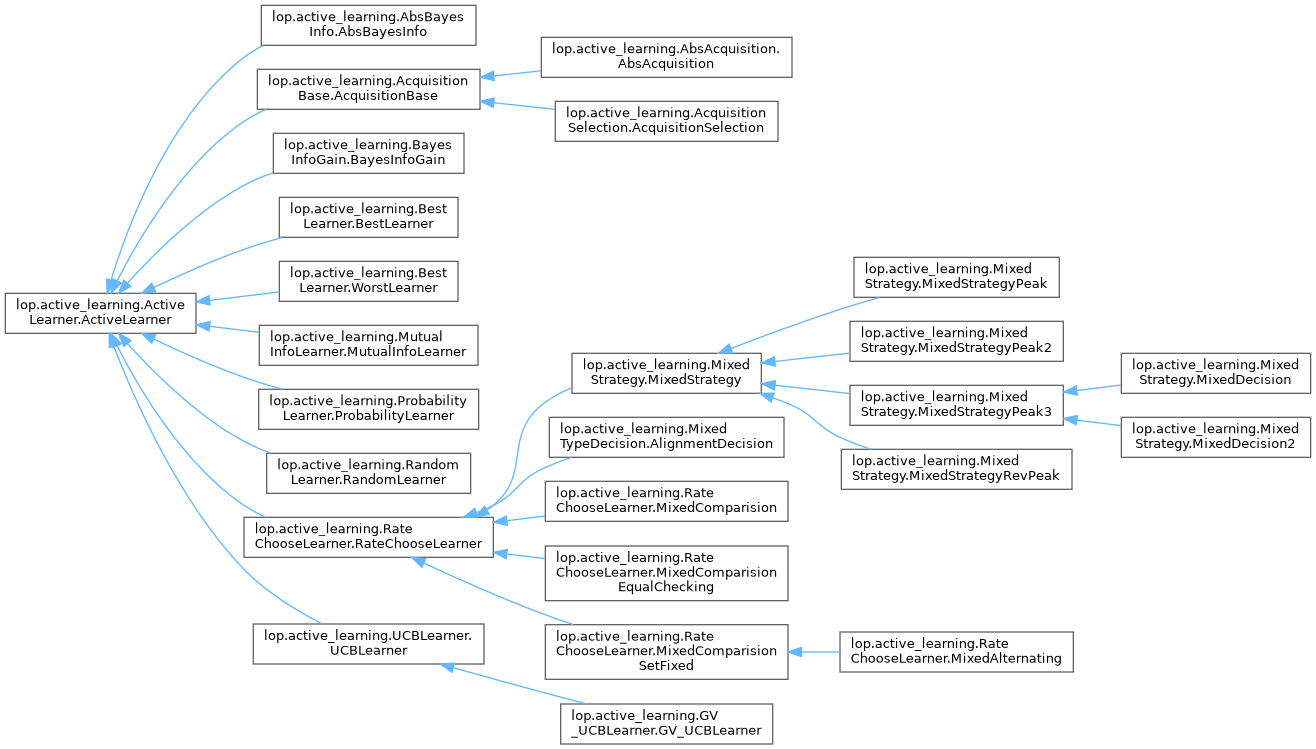 lop.active_learning.AbsBayes
Info.AbsBayesInfo
lop.active_learning.AbsAcquisition.
AbsAcquisition
lop.active_learning.Acquisition
Base.AcquisitionBase
lop.active_learning.Acquisition
Selection.AcquisitionSelection
lop.active_learning.Bayes
InfoGain.BayesInfoGain
lop.active_learning.Best
Learner.BestLearner
lop.active_learning.Best
Learner.WorstLearner
lop.active_learning.Mixed
Strategy.MixedStrategyPeak
lop.active_learning.Active
Learner.ActiveLearner
lop.active_learning.Mutual
InfoLearner.MutualInfoLearner
lop.active_learning.Mixed
Strategy.MixedStrategyPeak2
lop.active_learning.Mixed
Strategy.MixedStrategy
lop.active_learning.Mixed
Strategy.MixedDecision
lop.active_learning.Probability
Learner.ProbabilityLearner
lop.active_learning.Mixed
Strategy.MixedStrategyPeak3
lop.active_learning.Mixed
TypeDecision.AlignmentDecision
lop.active_learning.Mixed
Strategy.MixedDecision2
lop.active_learning.Random
Learner.RandomLearner
lop.active_learning.Mixed
Strategy.MixedStrategyRevPeak
lop.active_learning.Rate
ChooseLearner.MixedComparision
lop.active_learning.Rate
ChooseLearner.RateChooseLearner
lop.active_learning.Rate
ChooseLearner.MixedComparision
EqualChecking
lop.active_learning.UCBLearner.
UCBLearner
lop.active_learning.Rate
ChooseLearner.MixedComparision
SetFixed
lop.active_learning.Rate
ChooseLearner.MixedAlternating
lop.active_learning.GV
_UCBLearner.GV_UCBLearner